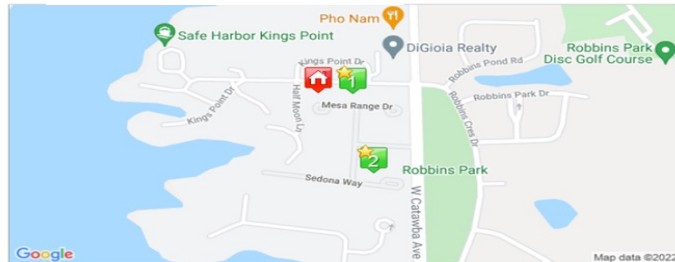 Pho Nam
Safe Harbor Kings Point
DiGioia Realty
Robbins Park
Disc Golf Course
Kings Point Dr
Robbins Pond Rd
1
Robbins Park Dr
Mesa Range Dr
Kings Point Dr
Half Moon Ln
Robbins Cres Dr
2
Robbins Park
Sedona Way
W Catawba Ave
Google
Map data ©2022